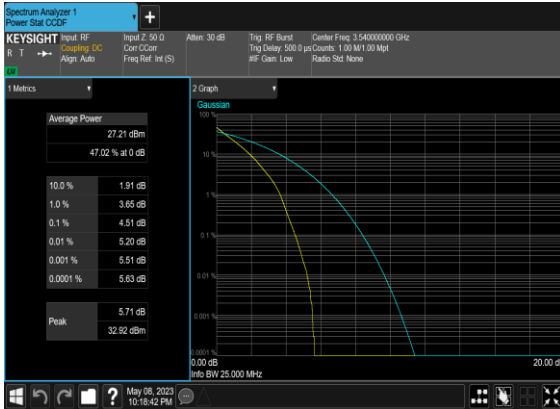 Spectrum Analyzer 1
Power Stat CCDF
KEYSIGHT
R T
Input: RF
Coupling: DC
Align: Auto
Input Z: 50 Ω
Corr CCorr
Freq Ref: Int (S)
Atten: 30 dB
Trig: RF Burst
Trig Delay: 500.0 µs
#IF Gain: Low
Center Freq: 3.540000000 GHz
Counts: 1.00 M/1.00 Mpt
Radio Std: None
1 Metrics
Average Power
27.21 dBm
47.02 % at 0 dB
10.0 % 1.91 dB
1.0 % 3.65 dB
0.1 % 4.51 dB
0.01 % 5.20 dB
0.001 % 5.51 dB
0.0001 % 5.63 dB
Peak
5.71 dB
32.92 dBm
2 Graph
Gaussian
100 %
10 %
1 %
0.1 %
0.01 %
0.001 %
0.0001 %
0.00 dB
20.00 d
Info BW 25.000 MHz
May 08, 2023
10:18:42 PM